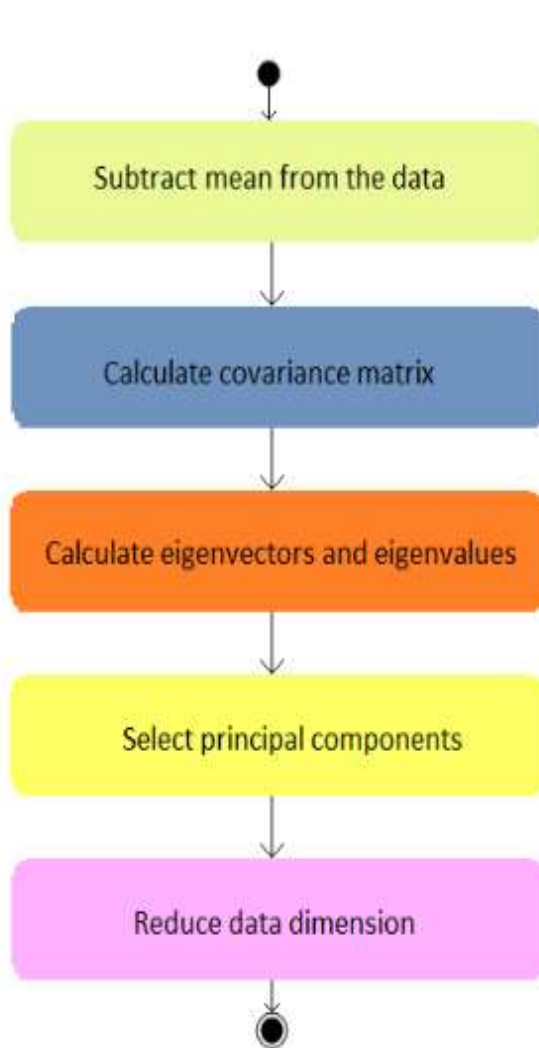 Subtract mean from the data
Calculate covariance matrix
Calculate eigenvectors and eigenvalues
Select principal components
Reduce data dimension